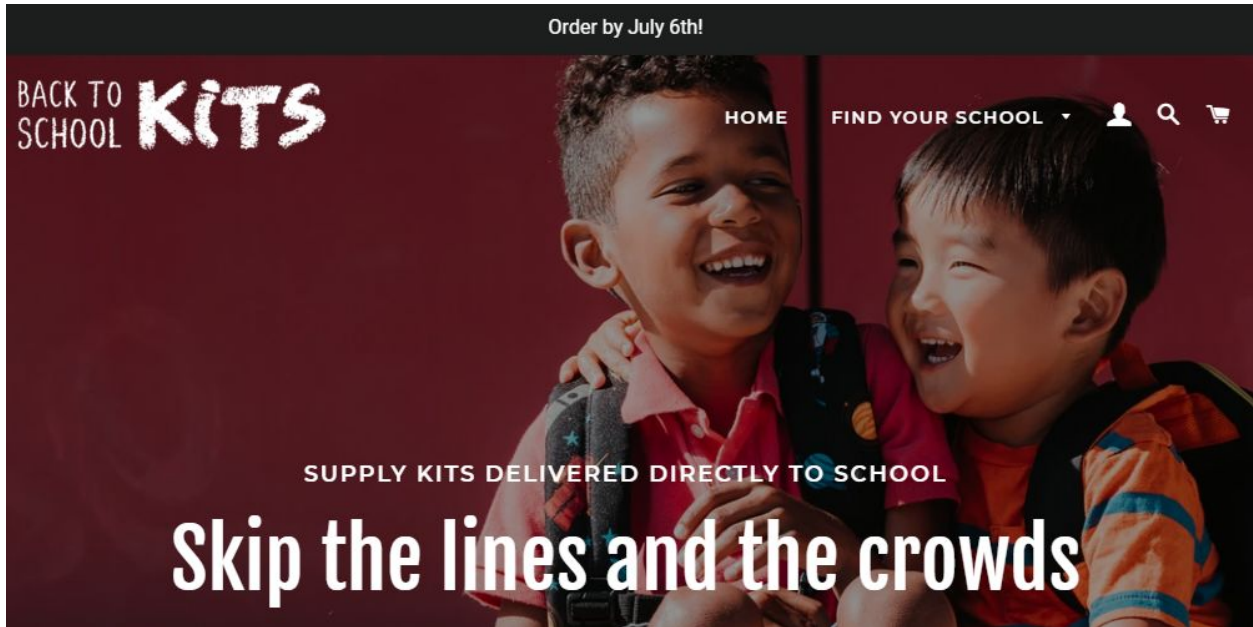 Order by July 6th!
BACK TO
SCHOOL
KiTS
HOME
FIND YOUR SCHOOL
SUPPLY KITS DELIVERED DIRECTLY TO SCHOOL
Skip the lines and the crowds